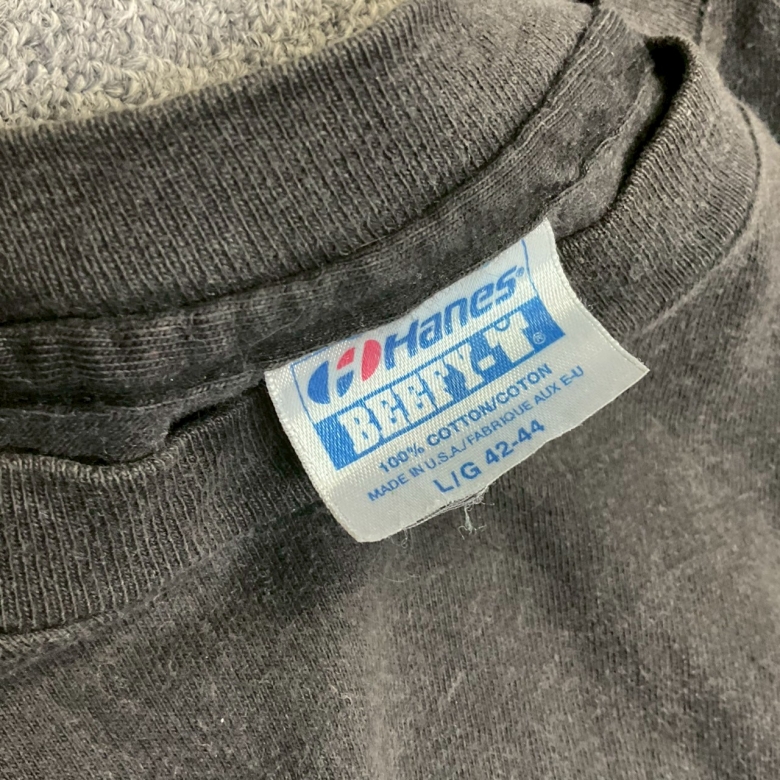 Hanes®
BEEFY-T®
100% COTTON/COTON
MADE IN U.S.A./FABRIQUE AUX E-U
L/G 42-44